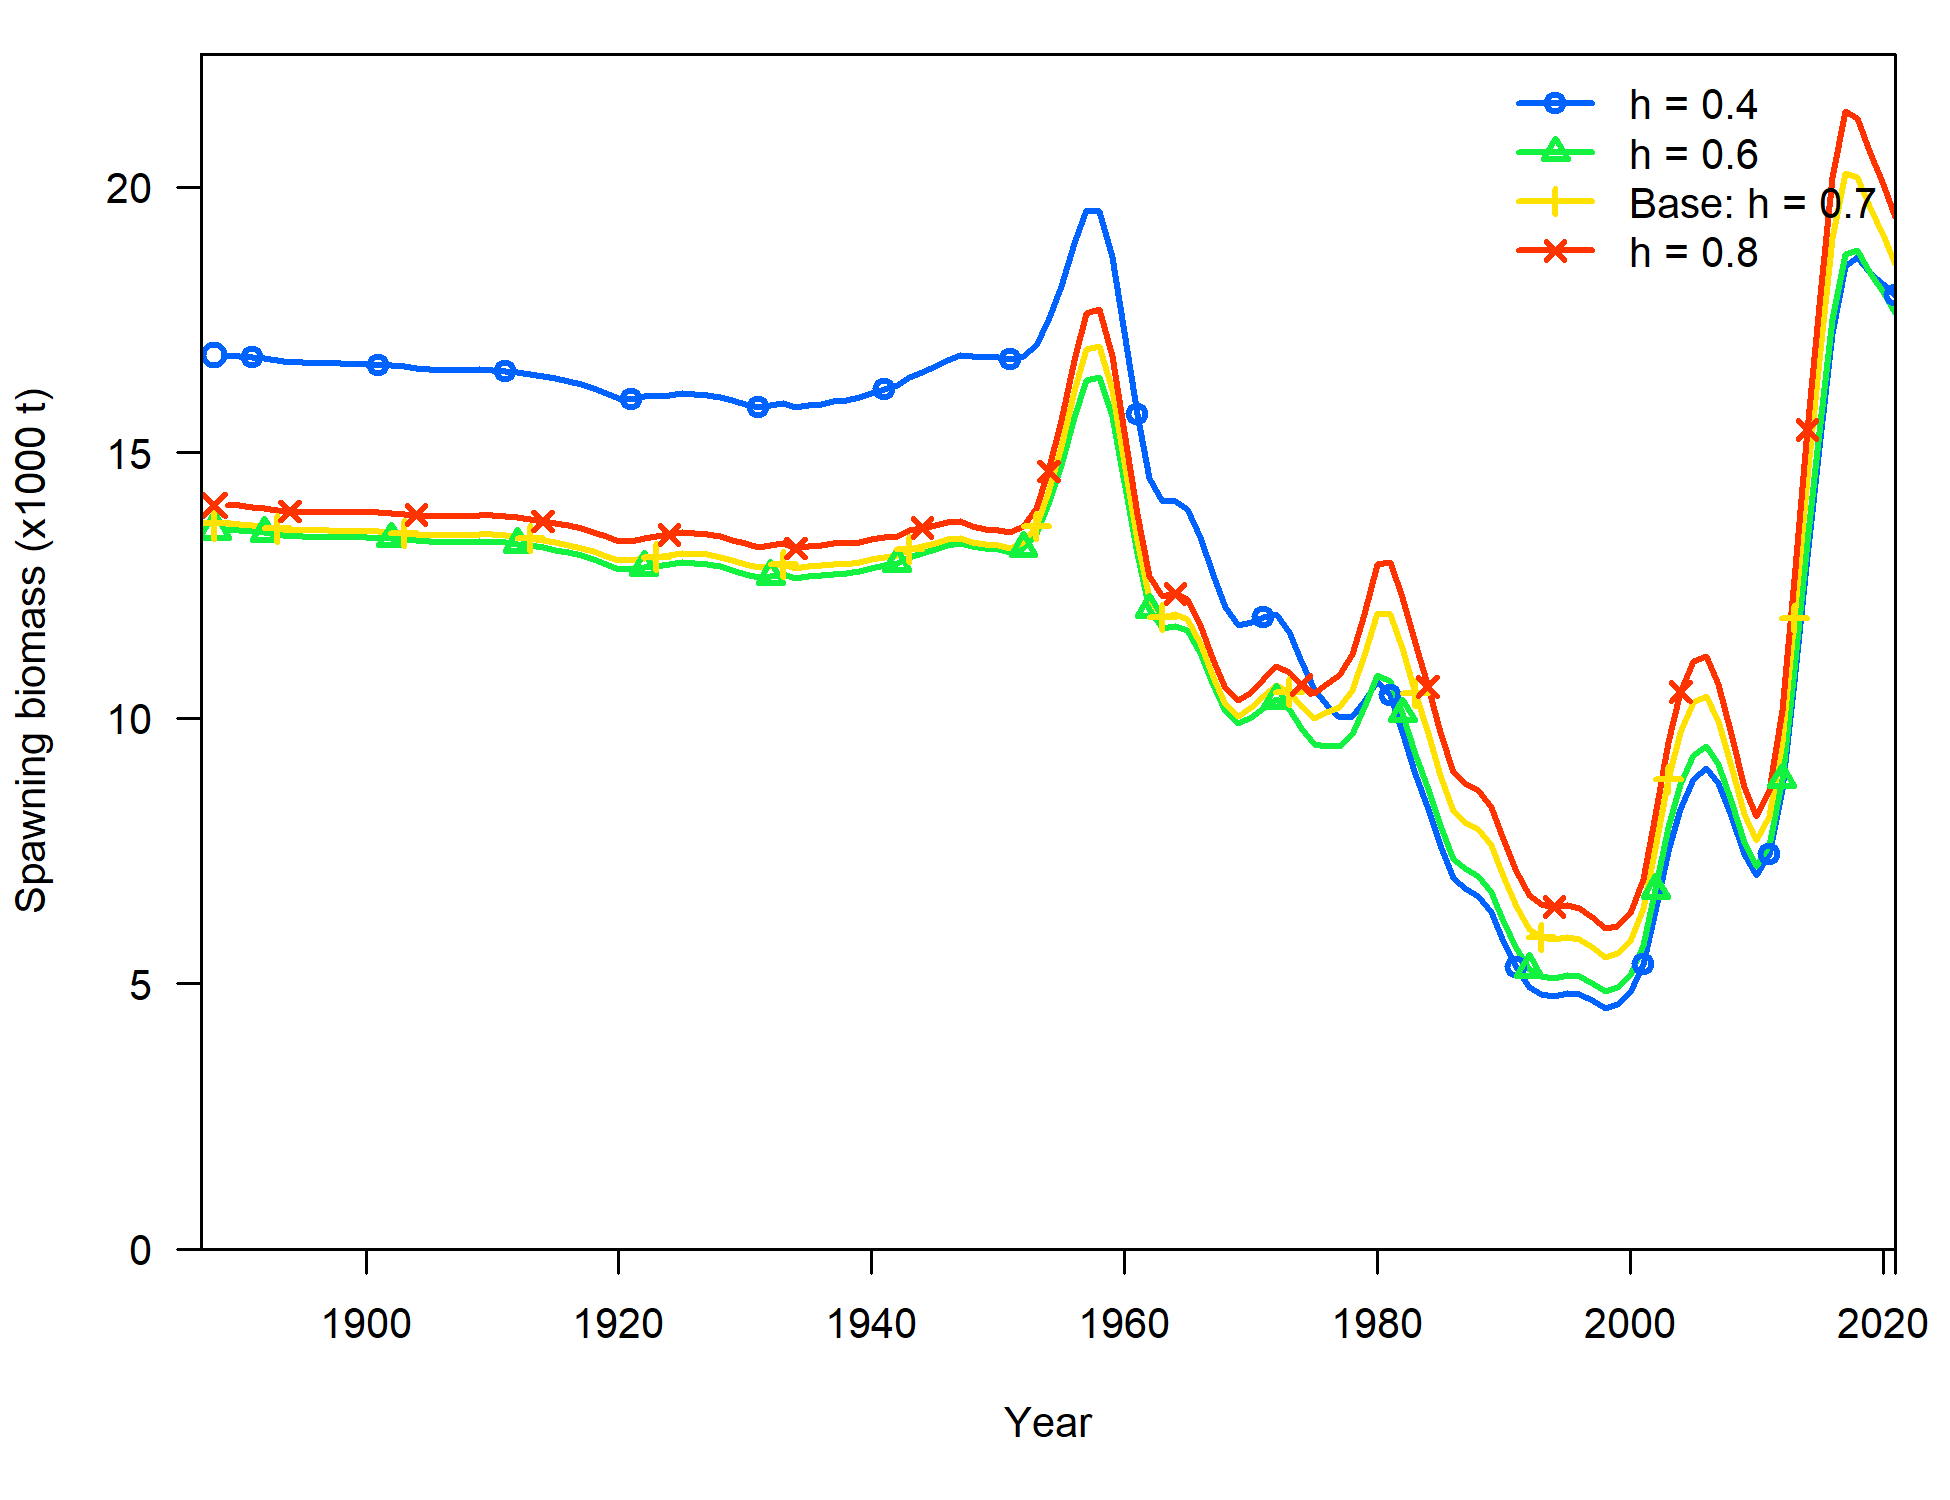 h = 0.4
h = 0.6
Base: h = 0.7
h = 0.8
Spawning biomass (x1000 t)
20
15
10
5
0
1900 1920 1940 1960 1980 2000 2020
Year